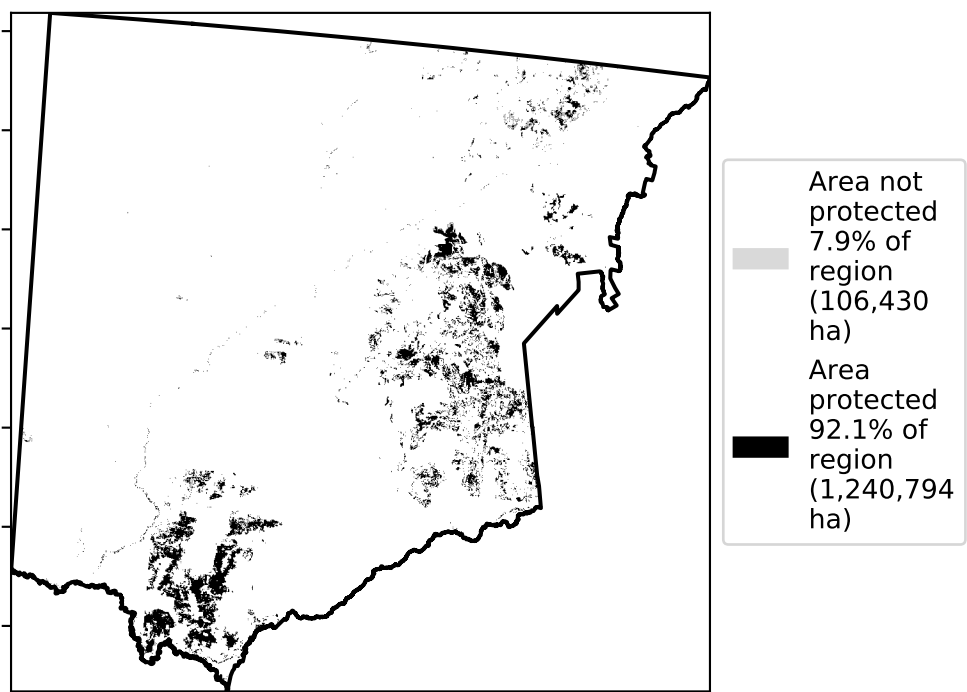 Area not
protected
7.9% of
region
(106,430
ha)
Area
protected
92.1% of
region
(1,240,794
ha)